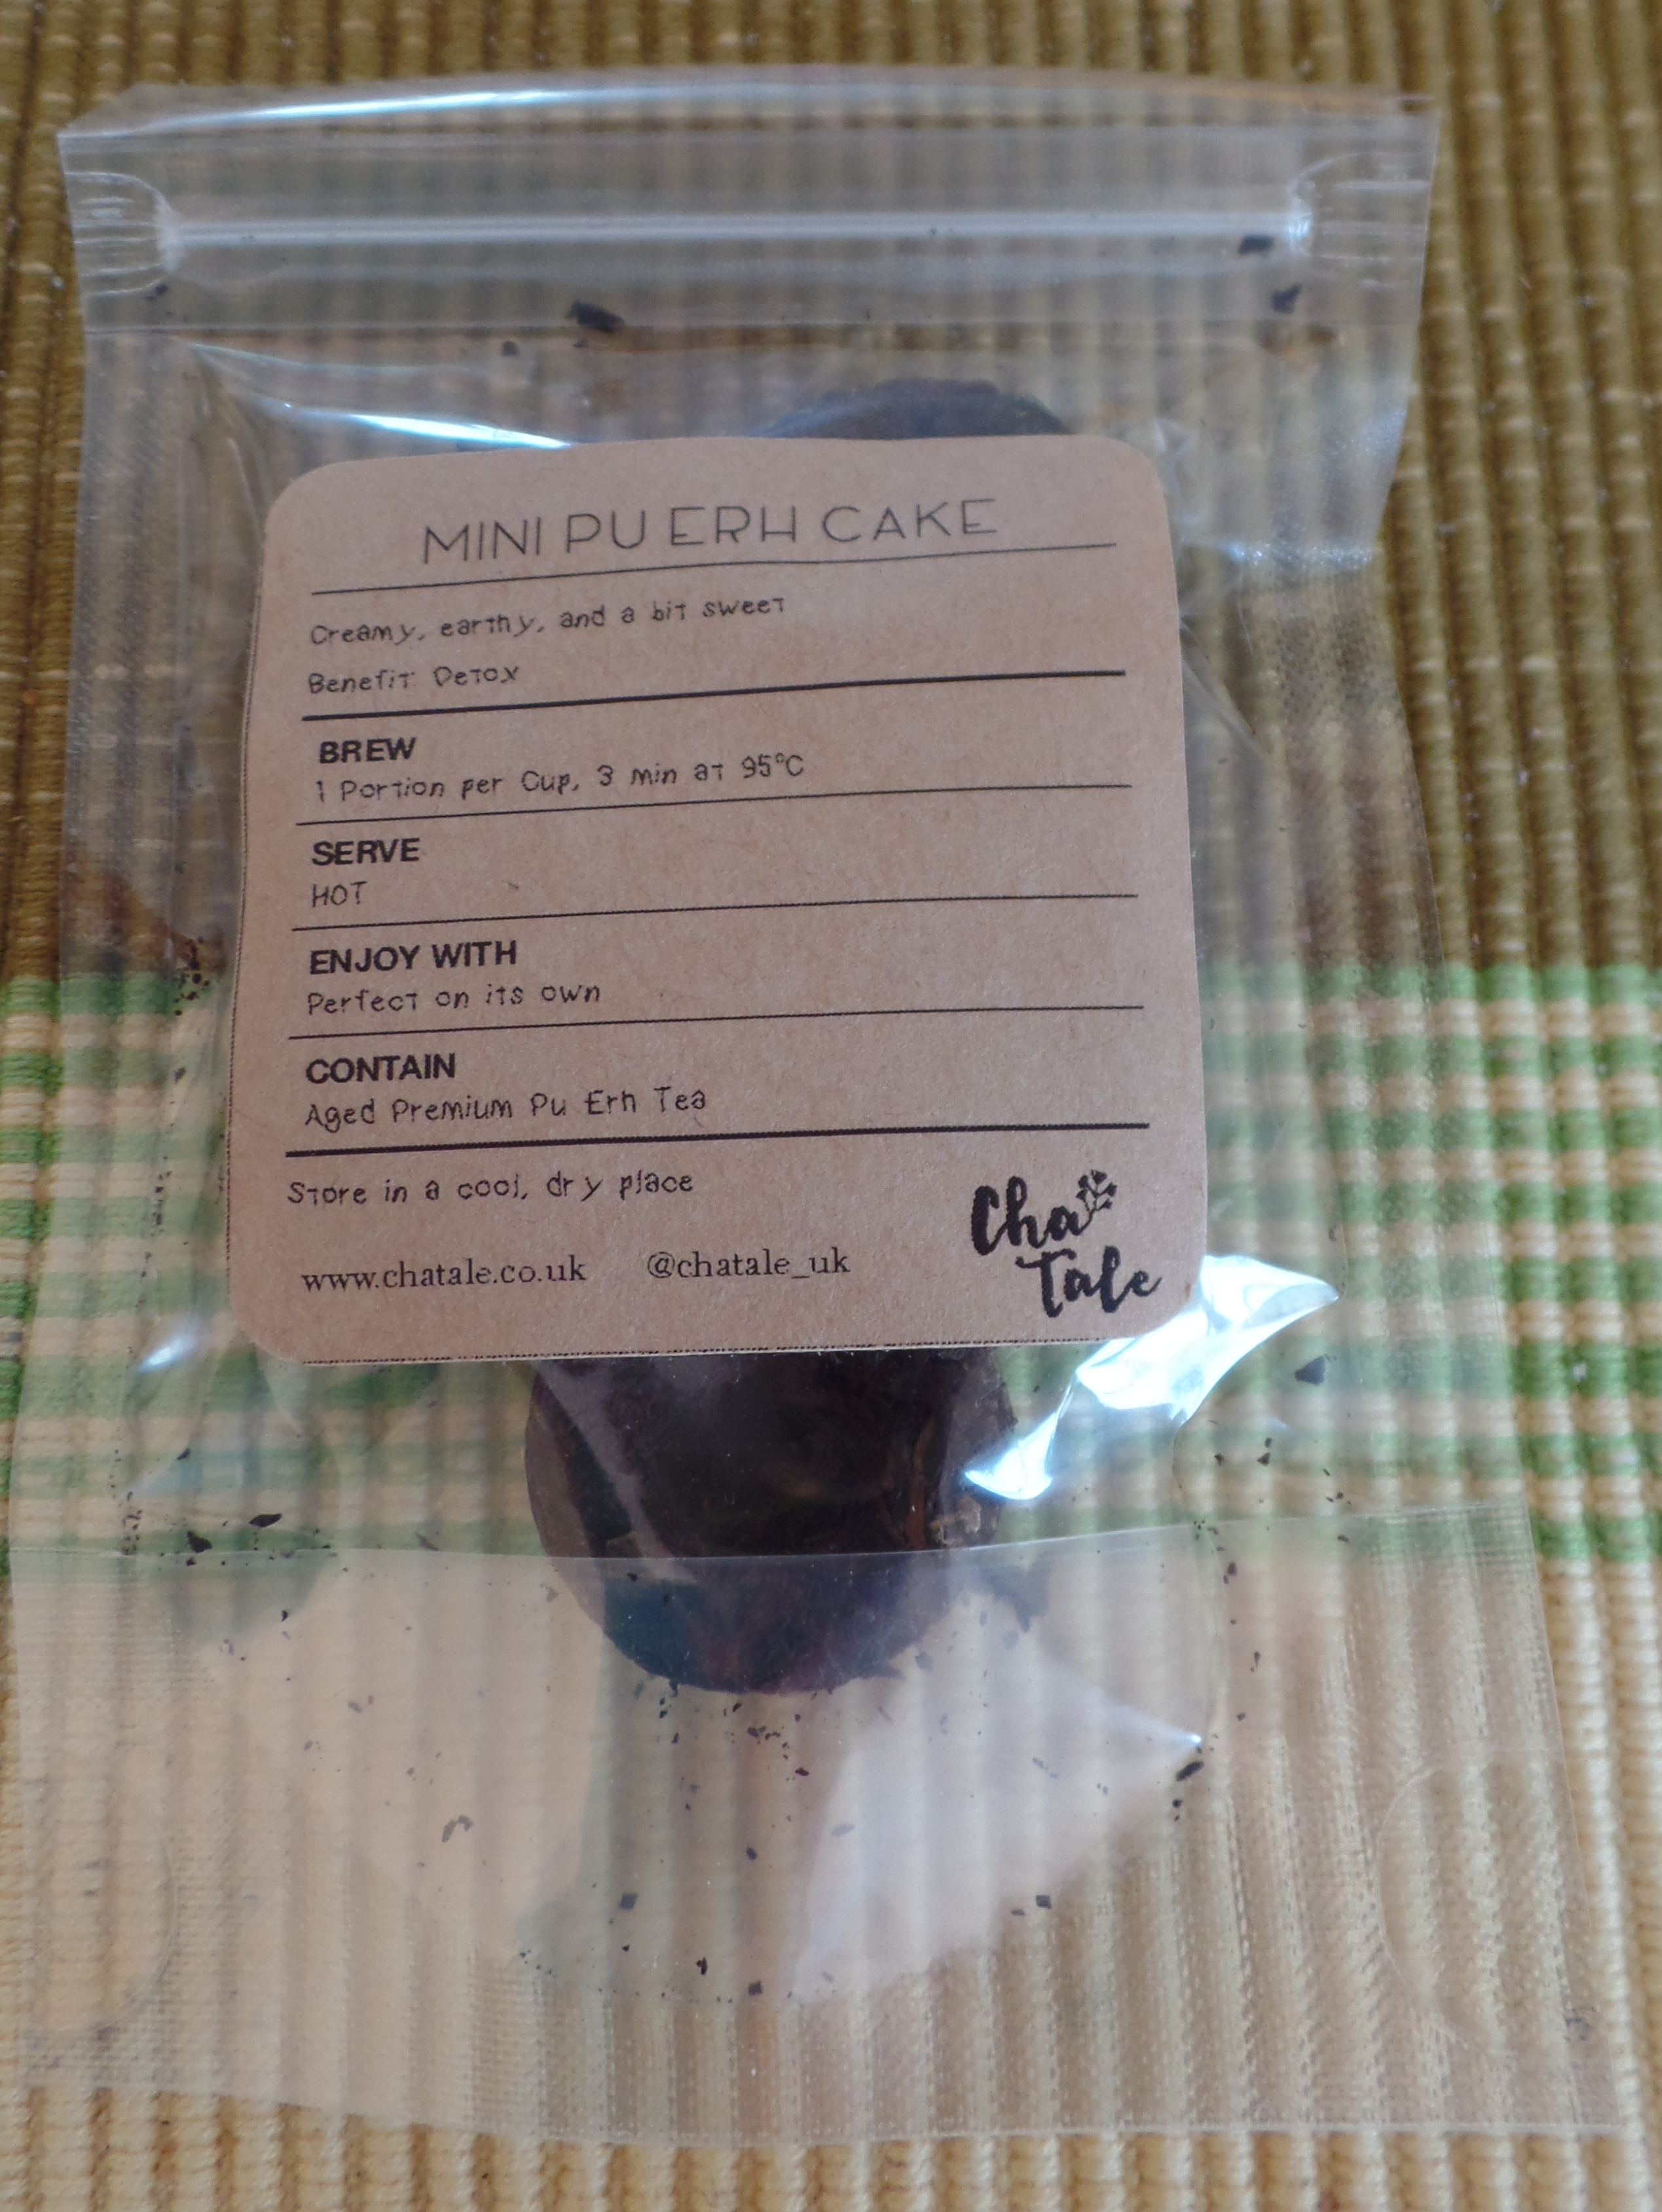 MINI PU ERH CAKE
Creamy, earthy, and a bit sweet
Benefit: Detox
BREW
1 Portion per Cup, 3 min at 95°C
SERVE
HOT
ENJOY WITH
Perfect on its own
CONTAIN
Aged Premium Pu Erh Tea
Store in a cool, dry place
www.chatale.co.uk @chatale_uk
Cha
Tale